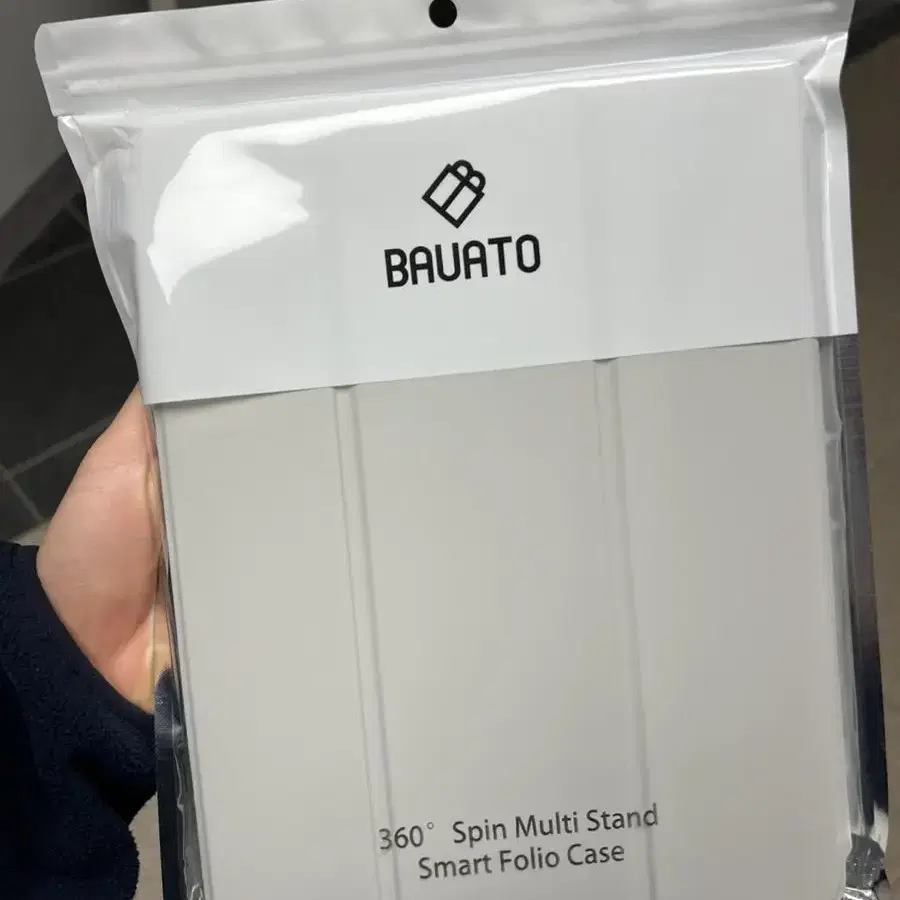 BAUATO
360° Spin Multi Stand
Smart Folio Case